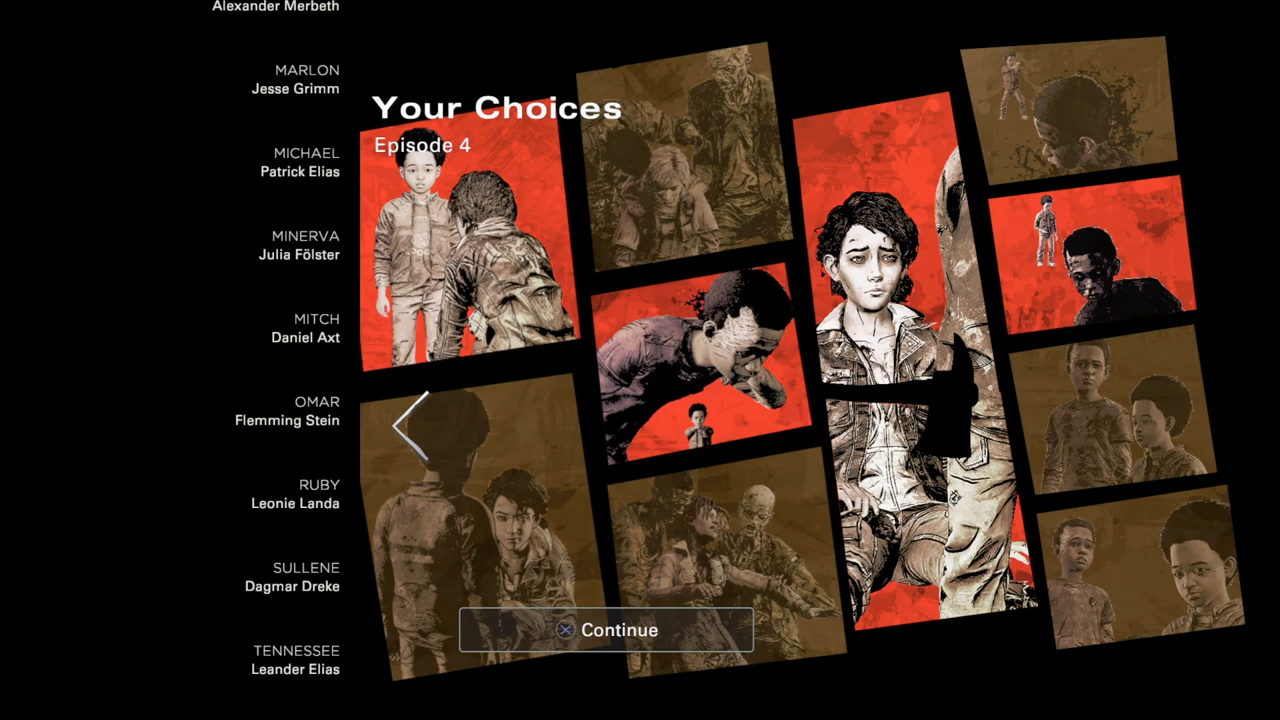 Alexander Merbeth
MARLON
Jesse Grimm
MICHAEL
Patrick Elias
MINERVA
Julia Fölster
MITCH
Daniel Axt
OMAR
Flemming Stein
RUBY
Leonie Landa
SULLENE
Dagmar Dreke
TENNESSEE
Leander Elias
Your Choices
Episode 4
Continue